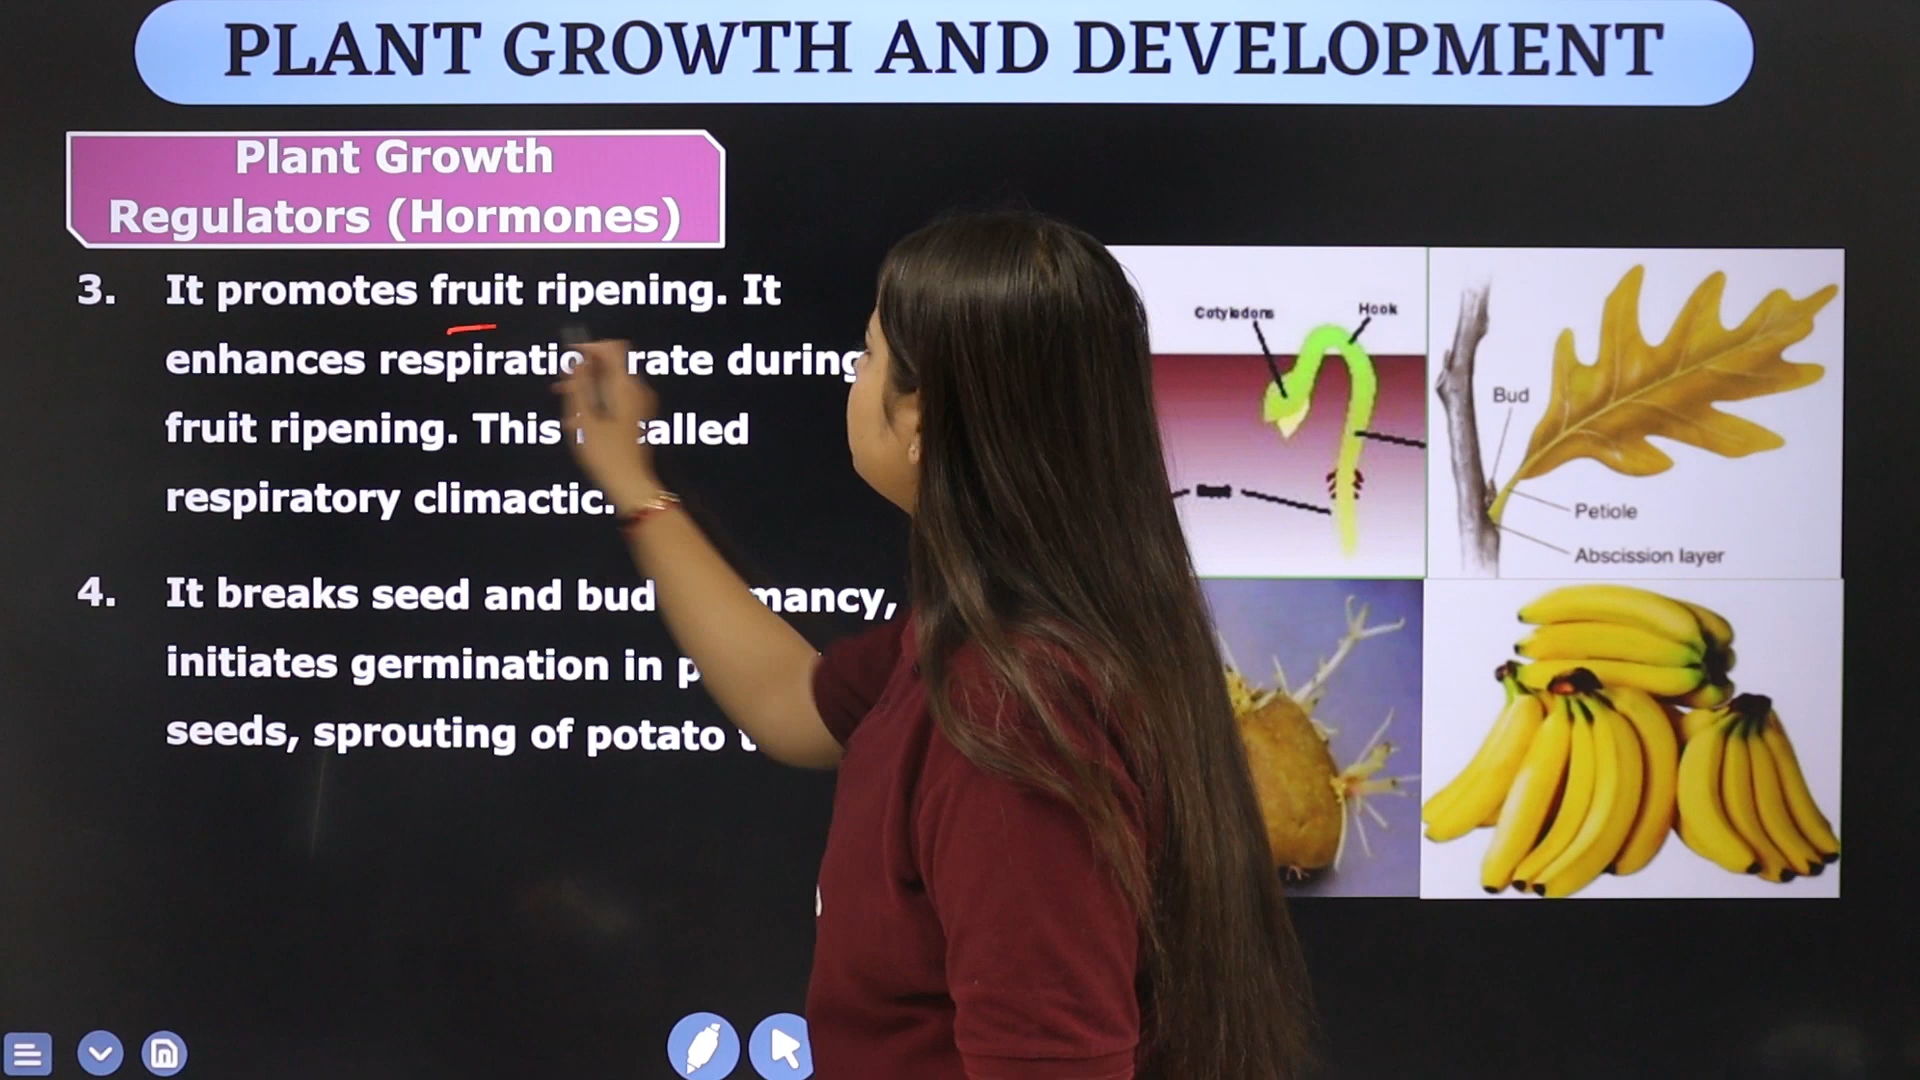 PLANT GROWTH AND DEVELOPMENT
Plant Growth
Regulators (Hormones)
3. It promotes fruit ripening. It
enhances rate during
fruit ripening. This called
respiratory climactic.
4. It breaks seed and bud
initiates germination in
seeds, sprouting of potato
Cotyledons
Hook
Bud
Petiole
Abscission layer